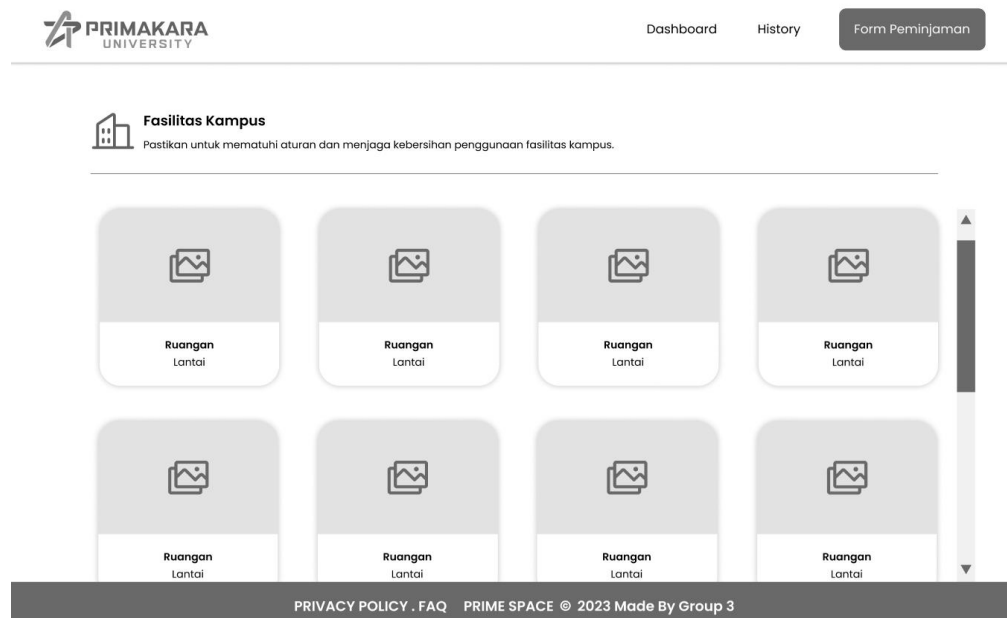 PRIMAKARA
UNIVERSITY
Dashboard History Form Peminjaman
Fasilitas Kampus
Pastikan untuk mematuhi aturan dan menjaga kebersihan penggunaan fasilitas kampus.
Ruangan Ruangan Ruangan Ruangan
Lantai Lantai Lantai Lantai
Ruangan Ruangan Ruangan Ruangan
Lantai Lantai Lantai Lantai
PRIVACY POLICY . FAQ PRIME SPACE © 2023 Made By Group 3